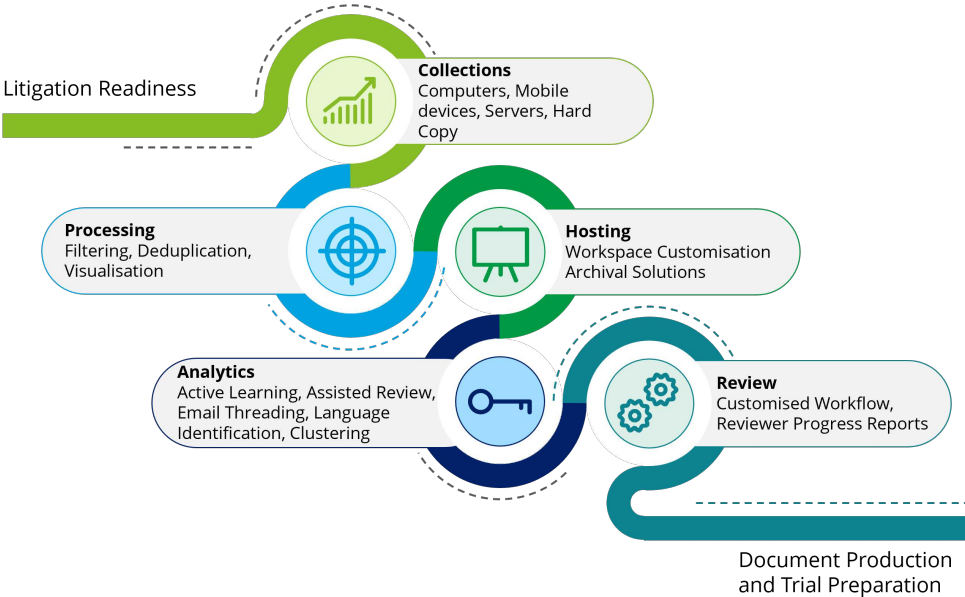 Litigation Readiness
Collections
Computers, Mobile
devices, Servers, Hard
Copy
Processing
Filtering, Deduplication,
Visualisation
Hosting
Workspace Customisation
Archival Solutions
Analytics
Active Learning, Assisted Review,
Email Threading, Language
Identification, Clustering
Review
Customised Workflow,
Reviewer Progress Reports
Document Production
and Trial Preparation